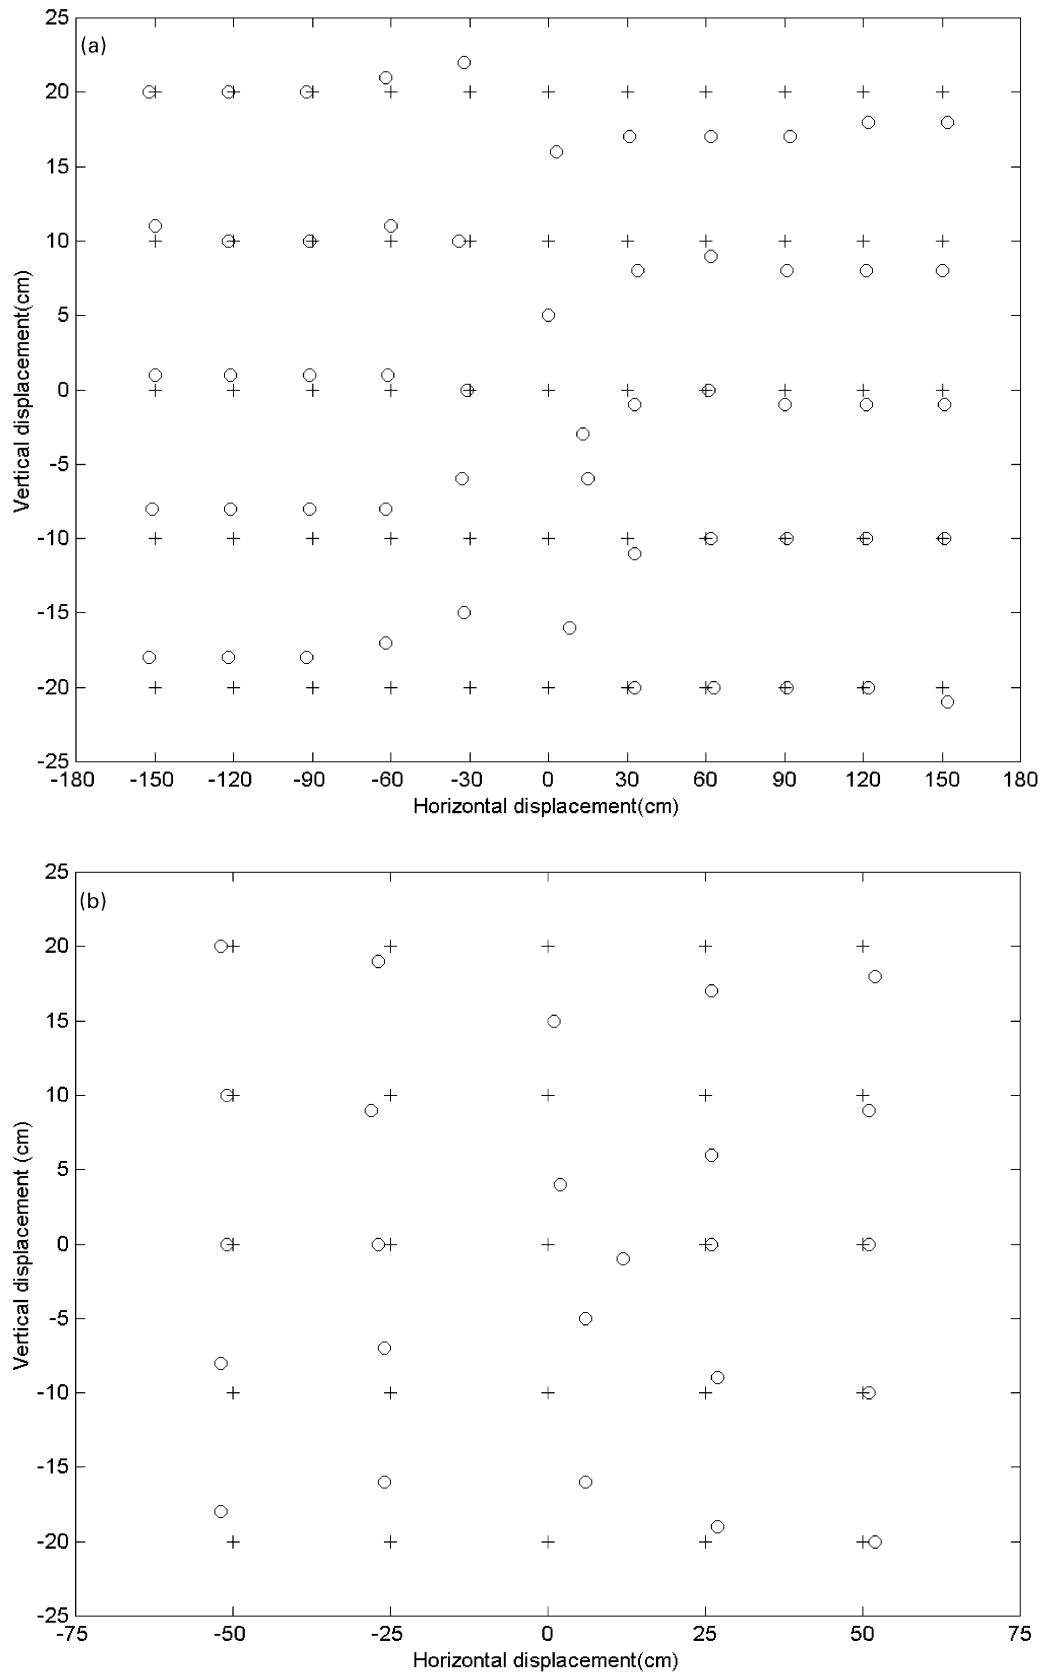 (a)
25
20
15
10
5
0
-5
-10
-15
-20
-25
Vertical displacement(cm)
-180 -150 -120 -90 -60 -30 0 30 60 90 120 150 180
Horizontal displacement(cm)
(b)
25
20
15
10
5
0
-5
-10
-15
-20
-25
Vertical displacement (cm)
-75 -50 -25 0 25 50 75
Horizontal displacement(cm)